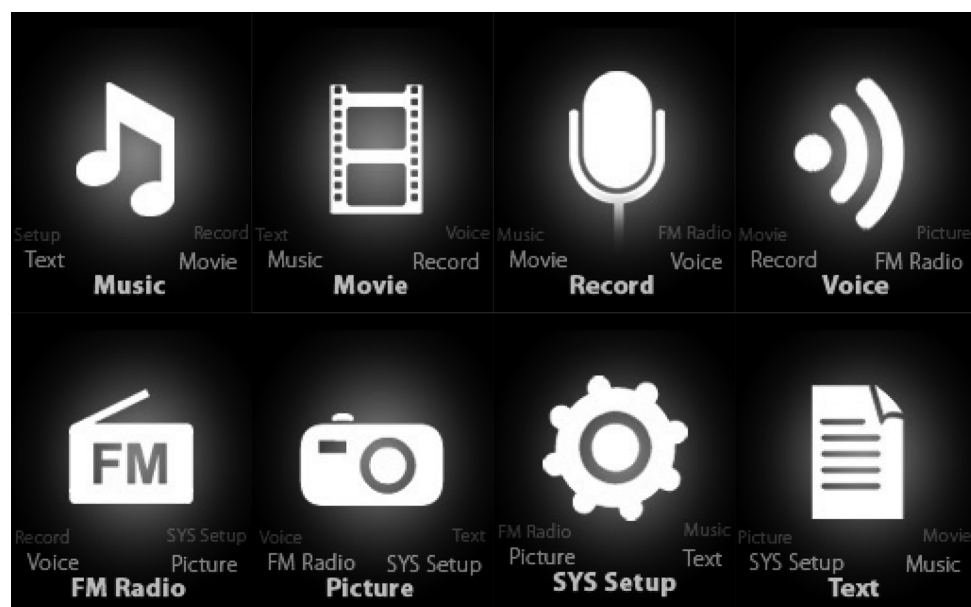 Setup Record
Text Movie
Music
Text Voice
Music Record
Movie
Music FM Radio
Movie Voice
Record
Movie Picture
Record FM Radio
Voice
FM
Record SYS Setup
Voice Picture
FM Radio
Voice Text
FM Radio SYS Setup
Picture
FM Radio Music
Picture Text
SYS Setup
Picture Movie
SYS Setup Music
Text